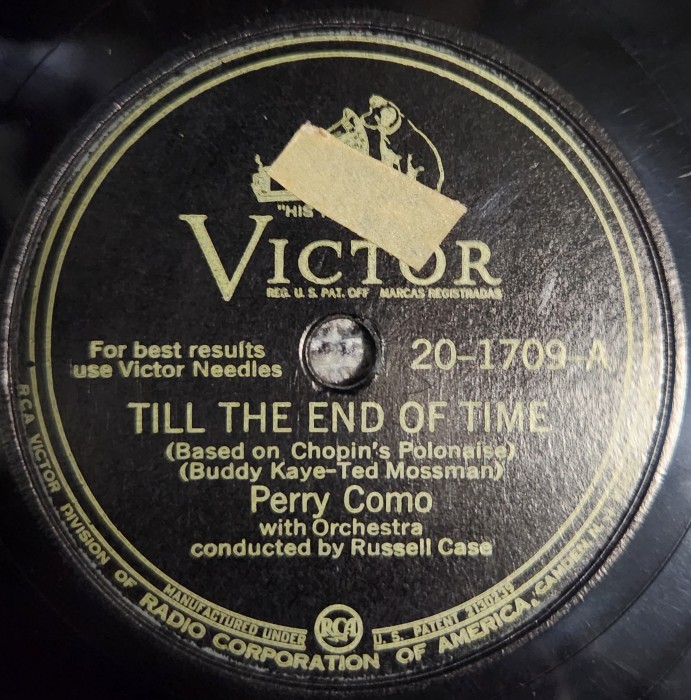 "HIS
VICTOR
REG. U. S. PAT. OFF MARCAS REGISTRADAS
For best results
use Victor Needles
20-1709-A
TILL THE END OF TIME
(Based on Chopin's Polonaise)
(Buddy Kaye-Ted Mossman)
Perry Como
with Orchestra
conducted by Russell Case
MANUFACTURED UNDER RCA U. S. PATENT 2130239
RCA VICTOR DIVISION OF RADIO CORPORATION OF AMERICA, CAMDEN, N.